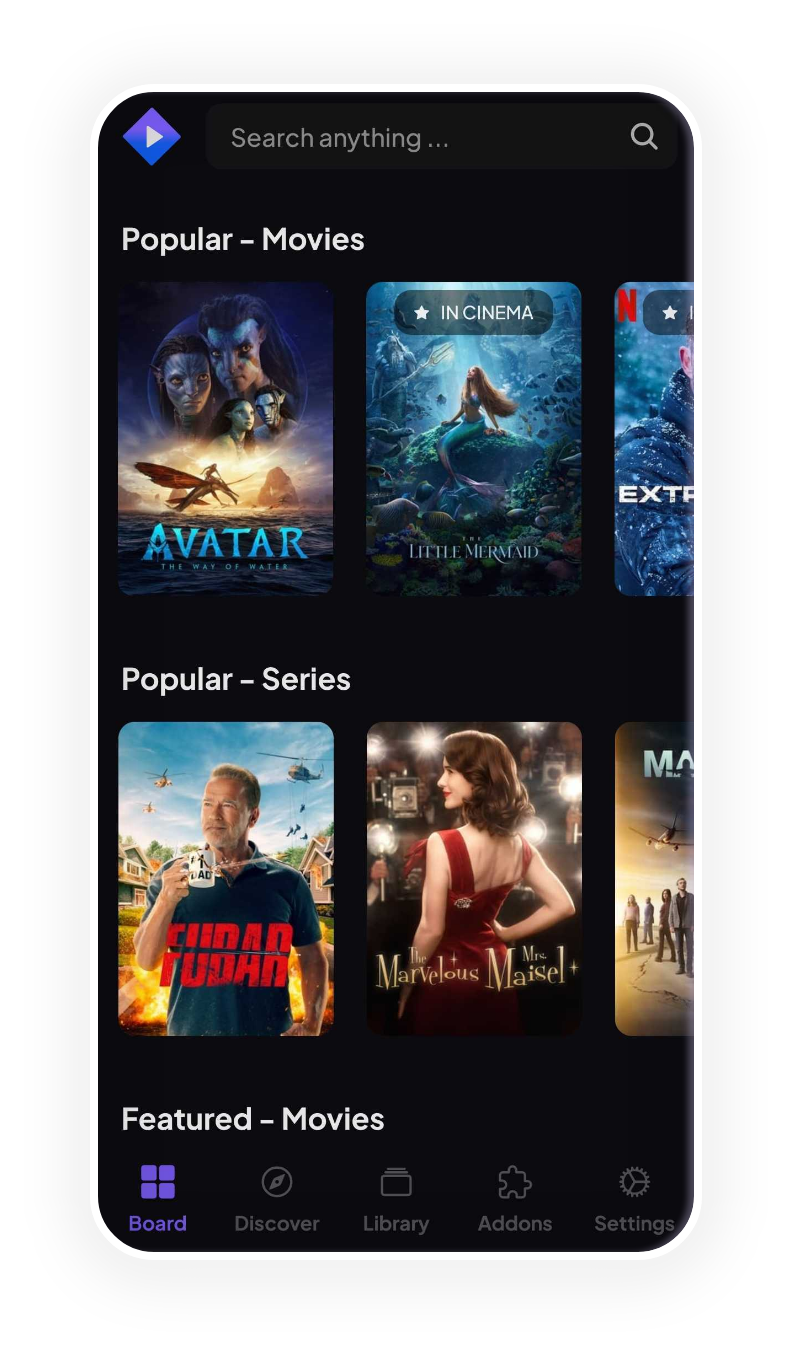 Search anything ...
Popular - Movies
IN CINEMA
N
EXTR
AVATAR
THE WAY OF WATER
THE
LITTLE MERMAID
Popular - Series
DAD
FUBAR
The Marvelous Mrs. Maisel
MA
Featured - Movies
Board
Discover
Library
Addons
Settings